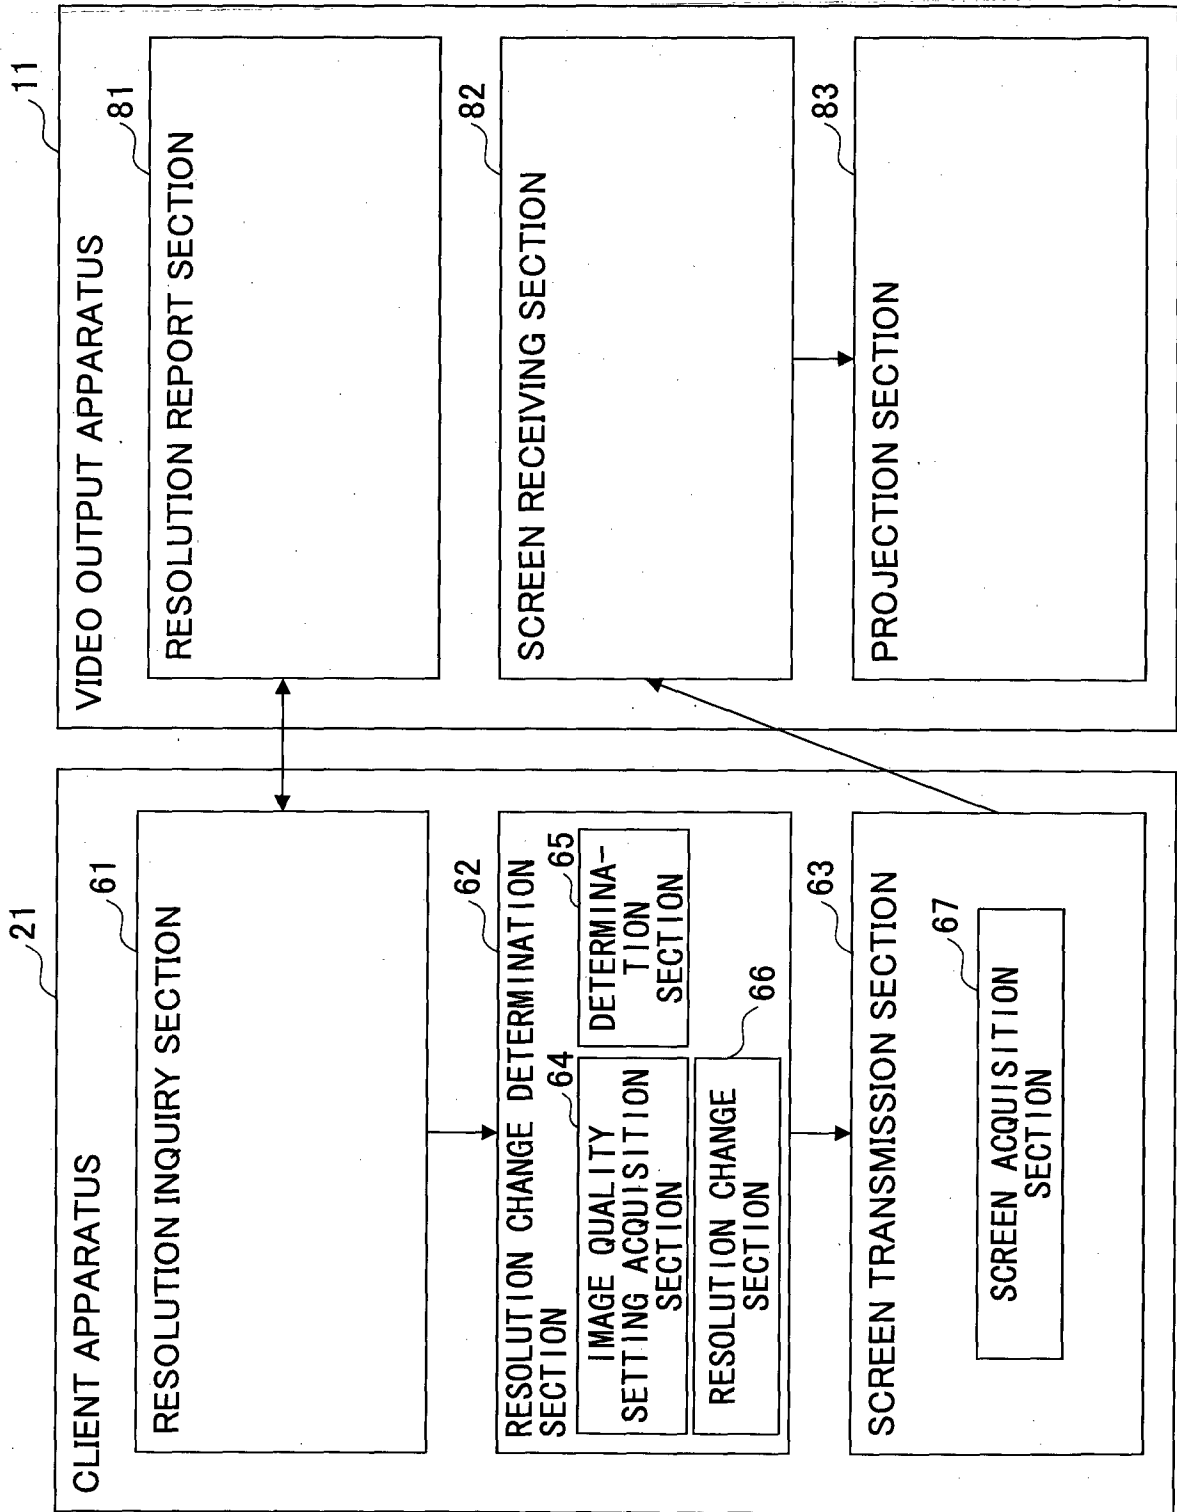 21
CLIENT APPARATUS
61
RESOLUTION INQUIRY SECTION
62
RESOLUTION CHANGE DETERMINATION
SECTION
64
IMAGE QUALITY
SETTING ACQUISITION
SECTION
65
DETERMINA-
TION
SECTION
66
RESOLUTION CHANGE
SECTION
63
SCREEN TRANSMISSION SECTION
67
SCREEN ACQUISITION
SECTION
11
VIDEO OUTPUT APPARATUS
81
RESOLUTION REPORT SECTION
82
SCREEN RECEIVING SECTION
83
PROJECTION SECTION